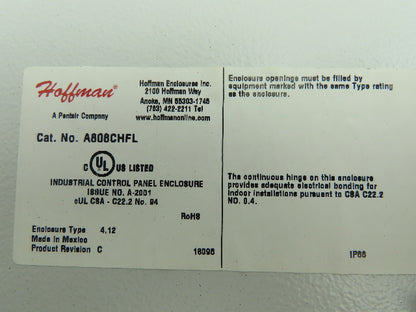 Hoffman®
A Pentair Company
Hoffman Enclosures Inc.
2100 Hoffman Way
Anoka, MN 55303-1745
(763) 422-2211 Tel
www.hoffmanonline.com
Cat. No. A808CHFL
C UL US LISTED
INDUSTRIAL CONTROL PANEL ENCLOSURE
ISSUE NO. A-2001
cUL CSA - C22.2 No. 94
RoHS
Enclosure Type 4,12
Made in Mexico
Product Revision C
16095
Enclosure openings must be filled by
equipment marked with the same Type rating
as the enclosure.
The continuous hinge on this enclosure
provides adequate electrical bonding for
indoor installations pursuant to CSA C22.2
NO. 0.4.
IP66